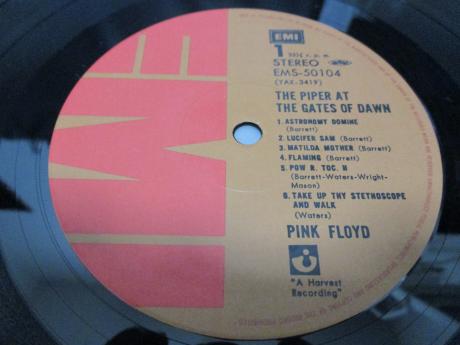 EMI
1
STEREO
EMS-50104
(YAX-3419)
THE PIPER AT
THE GATES OF DAWN
1. ASTRONOMY DOMINE
(Barrett)
2. LUCIFER SAM (Barrett)
3. MATILDA MOTHER (Barrett)
4. FLAMING (Barrett)
5. POW R. TOC. H
(Barrett-Waters-Wright-
Mason)
6. TAKE UP THY STETHOSCOPE
AND WALK
(Waters)
PINK FLOYD
"A Harvest
Recording"
EMI